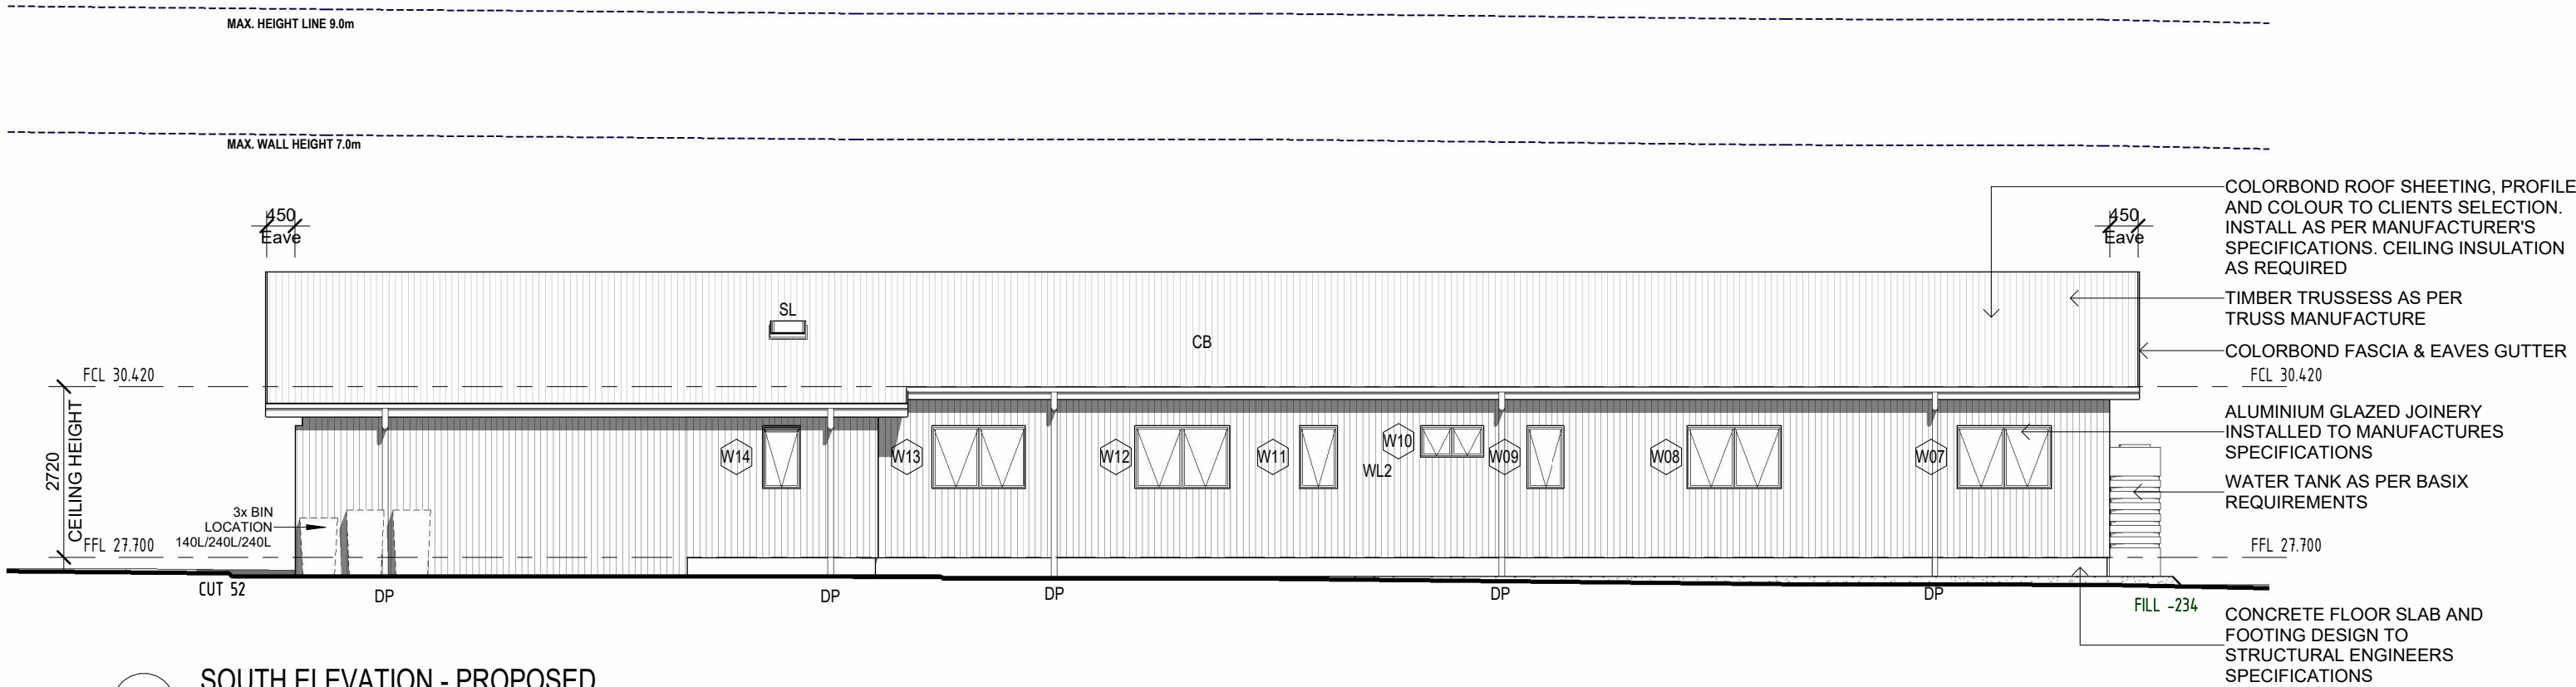 MAX. HEIGHT LINE 9.0m
MAX. WALL HEIGHT 7.0m
450
Eave
450
Eave
COLORBOND ROOF SHEETING, PROFILE
AND COLOUR TO CLIENTS SELECTION.
INSTALL AS PER MANUFACTURER'S
SPECIFICATIONS. CEILING INSULATION
AS REQUIRED
TIMBER TRUSSESS AS PER
TRUSS MANUFACTURE
COLORBOND FASCIA & EAVES GUTTER
SL
CB
FCL 30.420
FCL 30.420
ALUMINIUM GLAZED JOINERY
INSTALLED TO MANUFACTURES
SPECIFICATIONS
2720
CEILING HEIGHT
W14
W13
W12
W11
W10
W09
W08
W07
WL2
WATER TANK AS PER BASIX
REQUIREMENTS
3x BIN
LOCATION
140L/240L/240L
FFL 27.700
FFL 27.700
CUT 52
DP
DP
DP
DP
DP
FILL -234
CONCRETE FLOOR SLAB AND
FOOTING DESIGN TO
STRUCTURAL ENGINEERS
SPECIFICATIONS
SOUTH ELEVATION - PROPOSED